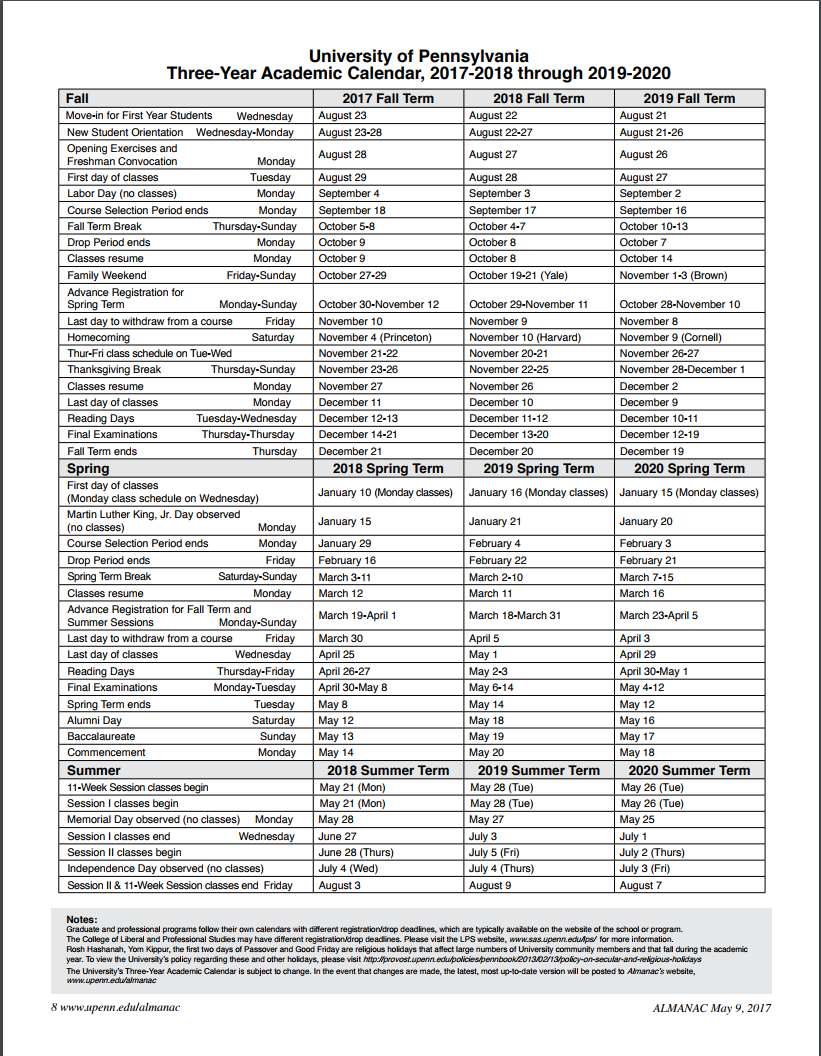 University of Pennsylvania
Three-Year Academic Calendar, 2017-2018 through 2019-2020
Fall 2017 Fall Term 2018 Fall Term 2019 Fall Term
Move-in for First Year Students Wednesday August 23 August 22 August 21
New Student Orientation Wednesday-Monday August 23-28 August 22-27 August 21-26
Opening Exercises and
Freshman Convocation Monday August 28 August 27 August 26
First day of classes Tuesday August 29 August 28 August 27
Labor Day (no classes) Monday September 4 September 3 September 2
Course Selection Period ends Monday September 18 September 17 September 16
Fall Term Break Thursday-Sunday October 5-8 October 4-7 October 10-13
Drop Period ends Monday October 9 October 8 October 7
Classes resume Monday October 9 October 8 October 14
Family Weekend Friday-Sunday October 27-29 October 19-21 (Yale) November 1-3 (Brown)
Advance Registration for
Spring Term Monday-Sunday October 30-November 12 October 29-November 11 October 28-November 10
Last day to withdraw from a course Friday November 10 November 9 November 8
Homecoming Saturday November 4 (Princeton) November 10 (Harvard) November 9 (Cornell)
Thur-Fri class schedule on Tue-Wed November 21-22 November 20-21 November 26-27
Thanksgiving Break Thursday-Sunday November 23-26 November 22-25 November 28-December 1
Classes resume Monday November 27 November 26 December 2
Last day of classes Monday December 11 December 10 December 9
Reading Days Tuesday-Wednesday December 12-13 December 11-12 December 10-11
Final Examinations Thursday-Thursday December 14-21 December 13-20 December 12-19
Fall Term ends Thursday December 21 December 20 December 19
Spring 2018 Spring Term 2019 Spring Term 2020 Spring Term
First day of classes
(Monday class schedule on Wednesday) January 10 (Monday classes) January 16 (Monday classes) January 15 (Monday classes)
Martin Luther King, Jr. Day observed
(no classes) Monday January 15 January 21 January 20
Course Selection Period ends Monday January 29 February 4 February 3
Drop Period ends Friday February 16 February 22 February 21
Spring Term Break Saturday-Sunday March 3-11 March 2-10 March 7-15
Classes resume Monday March 12 March 11 March 16
Advance Registration for Fall Term and
Summer Sessions Monday-Sunday March 19-April 1 March 18-March 31 March 23-April 5
Last day to withdraw from a course Friday March 30 April 5 April 3
Last day of classes Wednesday April 25 May 1 April 29
Reading Days Thursday-Friday April 26-27 May 2-3 April 30-May 1
Final Examinations Monday-Tuesday April 30-May 8 May 6-14 May 4-12
Spring Term ends Tuesday May 8 May 14 May 12
Alumni Day Saturday May 12 May 18 May 16
Baccalaureate Sunday May 13 May 19 May 17
Commencement Monday May 14 May 20 May 18
Summer 2018 Summer Term 2019 Summer Term 2020 Summer Term
11-Week Session classes begin May 21 (Mon) May 28 (Tue) May 26 (Tue)
Session I classes begin May 21 (Mon) May 28 (Tue) May 26 (Tue)
Memorial Day observed (no classes) Monday May 28 May 27 May 25
Session I classes end Wednesday June 27 July 3 July 1
Session II classes begin June 28 (Thurs) July 5 (Fri) July 2 (Thurs)
Independence Day observed (no classes) July 4 (Wed) July 4 (Thurs) July 3 (Fri)
Session II & 11-Week Session classes end Friday August 3 August 9 August 7
Notes:
Graduate and professional programs follow their own calendars with different registration/drop deadlines, which are typically available on the website of the school or program.
The College of Liberal and Professional Studies may have different registration/drop deadlines. Please visit the LPS website, www.sas.upenn.edu/lps/ for more information.
Rosh Hashanah, Yom Kippur, the first two days of Passover and Good Friday are religious holidays that affect large numbers of University community members and that fall during the academic
year. To view the University's policy regarding these and other holidays, please visit http://provost.upenn.edu/policies/pennbook/2013/02/13/policy-on-secular-and-religious-holidays
The University's Three-Year Academic Calendar is subject to change. In the event that changes are made, the latest, most up-to-date version will be posted to Almanac's website,
www.upenn.edu/almanac
8 www.upenn.edu/almanac ALMANAC May 9, 2017